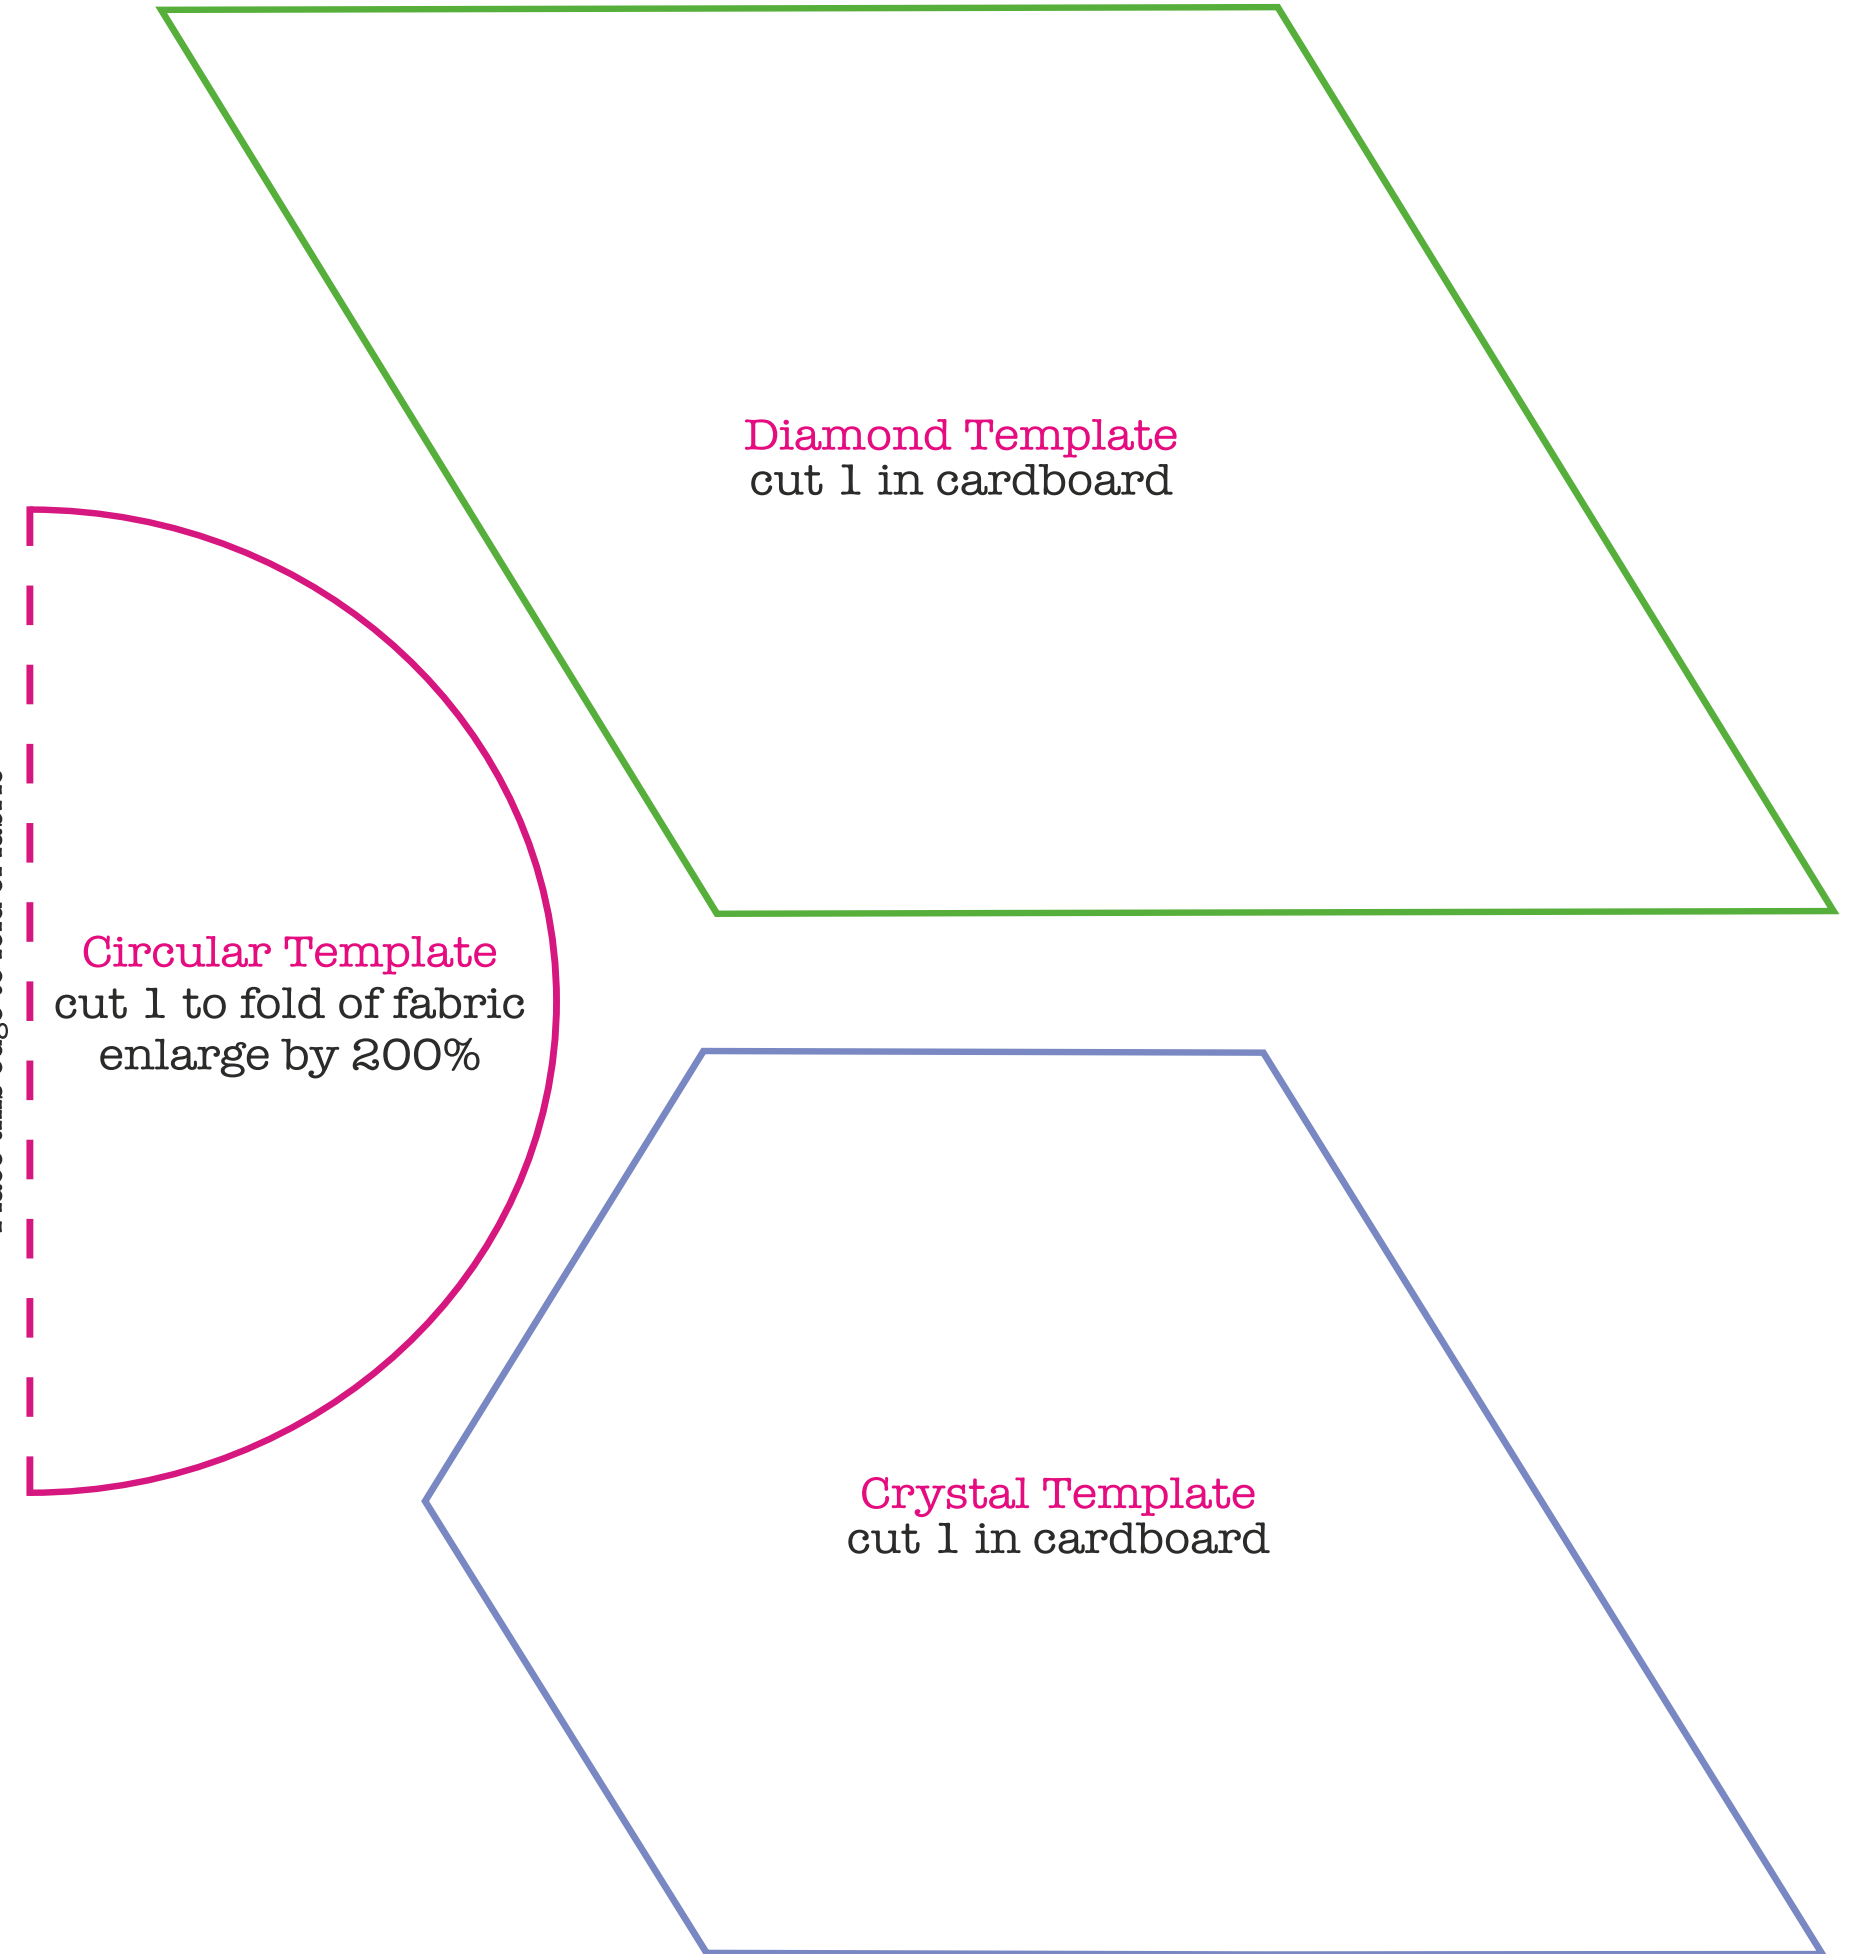 Diamond Template
cut 1 in cardboard
Circular Template
cut 1 to fold of fabric
enlarge by 200%
Crystal Template
cut 1 in cardboard